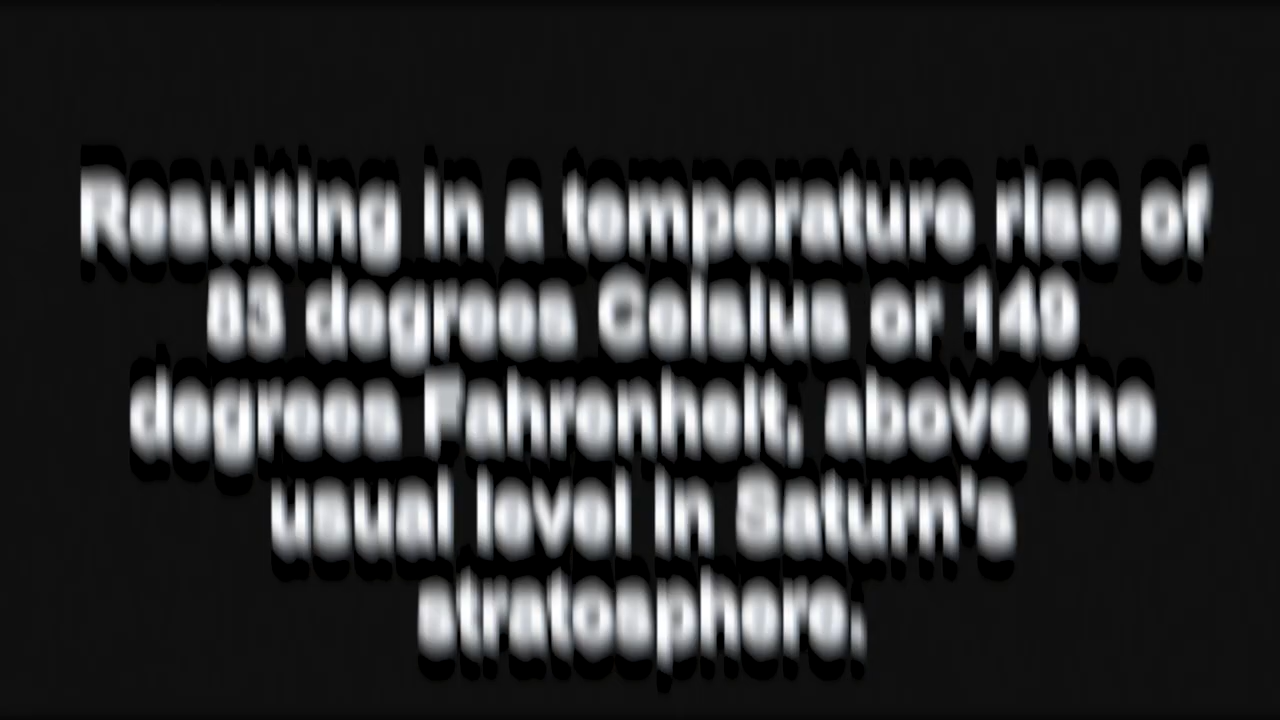 Resulting in a temperature rise of
83 degrees Celsius or 149
degrees Fahrenheit, above the
usual level in Saturn's
stratosphere,